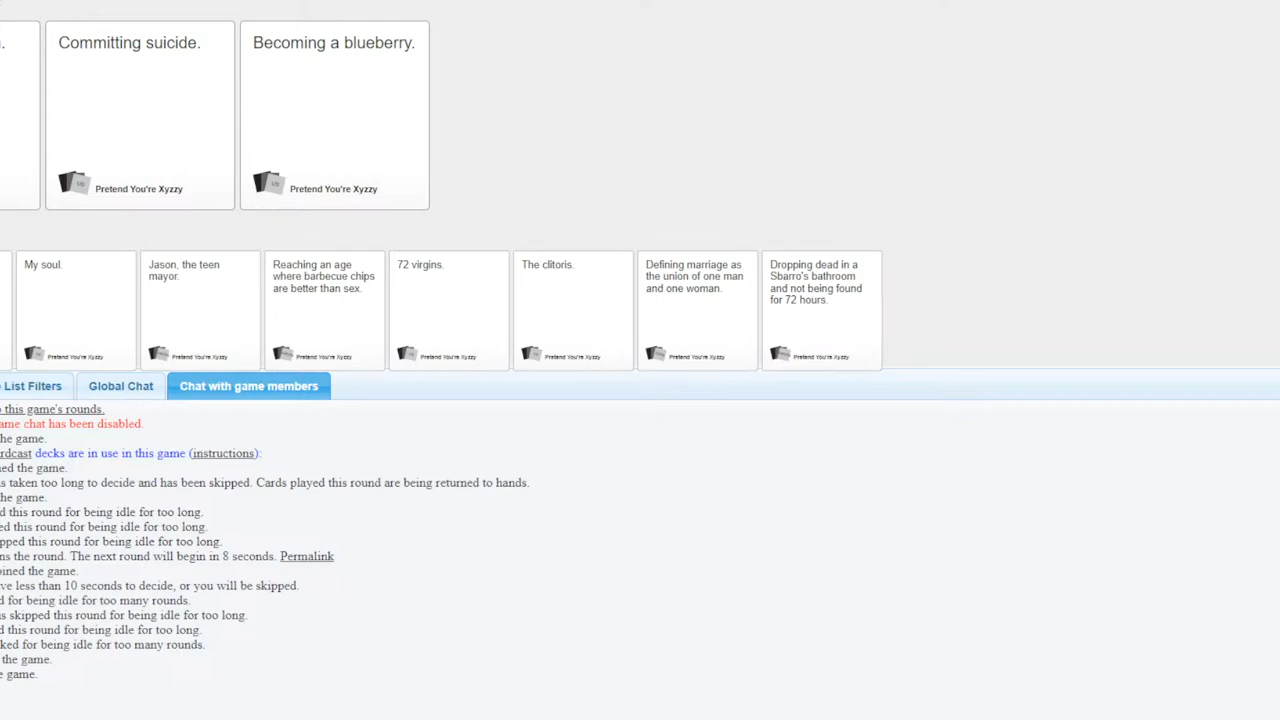 Committing suicide.
Becoming a blueberry.
Pretend You're Xyzzy
Pretend You're Xyzzy
My soul.
Jason, the teen
mayor.
Reaching an age
where barbecue chips
are better than sex.
72 virgins.
The clitoris.
Defining marriage as
the union of one man
and one woman.
Dropping dead in a
Sbarro's bathroom
and not being found
for 72 hours.
Pretend You're Xyzzy
Pretend You're Xyzzy
Pretend You're Xyzzy
Pretend You're Xyzzy
Pretend You're Xyzzy
Pretend You're Xyzzy
Pretend You're Xyzzy
List Filters
Global Chat
Chat with game members
this game's rounds.
ame chat has been disabled.
the game.
rdcast decks are in use in this game (instructions):
ned the game.
s taken too long to decide and has been skipped. Cards played this round are being returned to hands.
the game.
d this round for being idle for too long.
ed this round for being idle for too long.
pped this round for being idle for too long.
ns the round. The next round will begin in 8 seconds. Permalink
oined the game.
ve less than 10 seconds to decide, or you will be skipped.
d for being idle for too many rounds.
is skipped this round for being idle for too long.
d this round for being idle for too long.
ked for being idle for too many rounds.
the game.
e game.